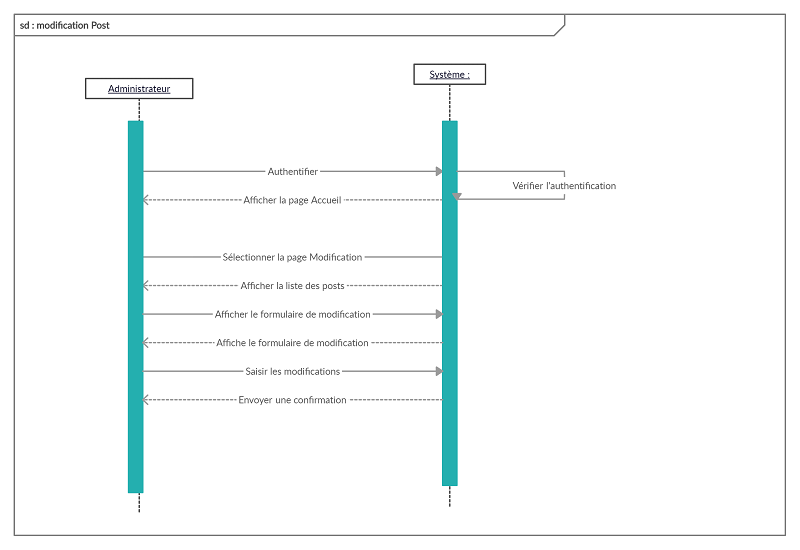 sd : modification Post
Système :
Administrateur
Authentifier
Vérifier l'authentification
Afficher la page Accueil
Sélectionner la page Modification
Afficher la liste des posts
Afficher le formulaire de modification
Affiche le formulaire de modification
Saisir les modifications
Envoyer une confirmation